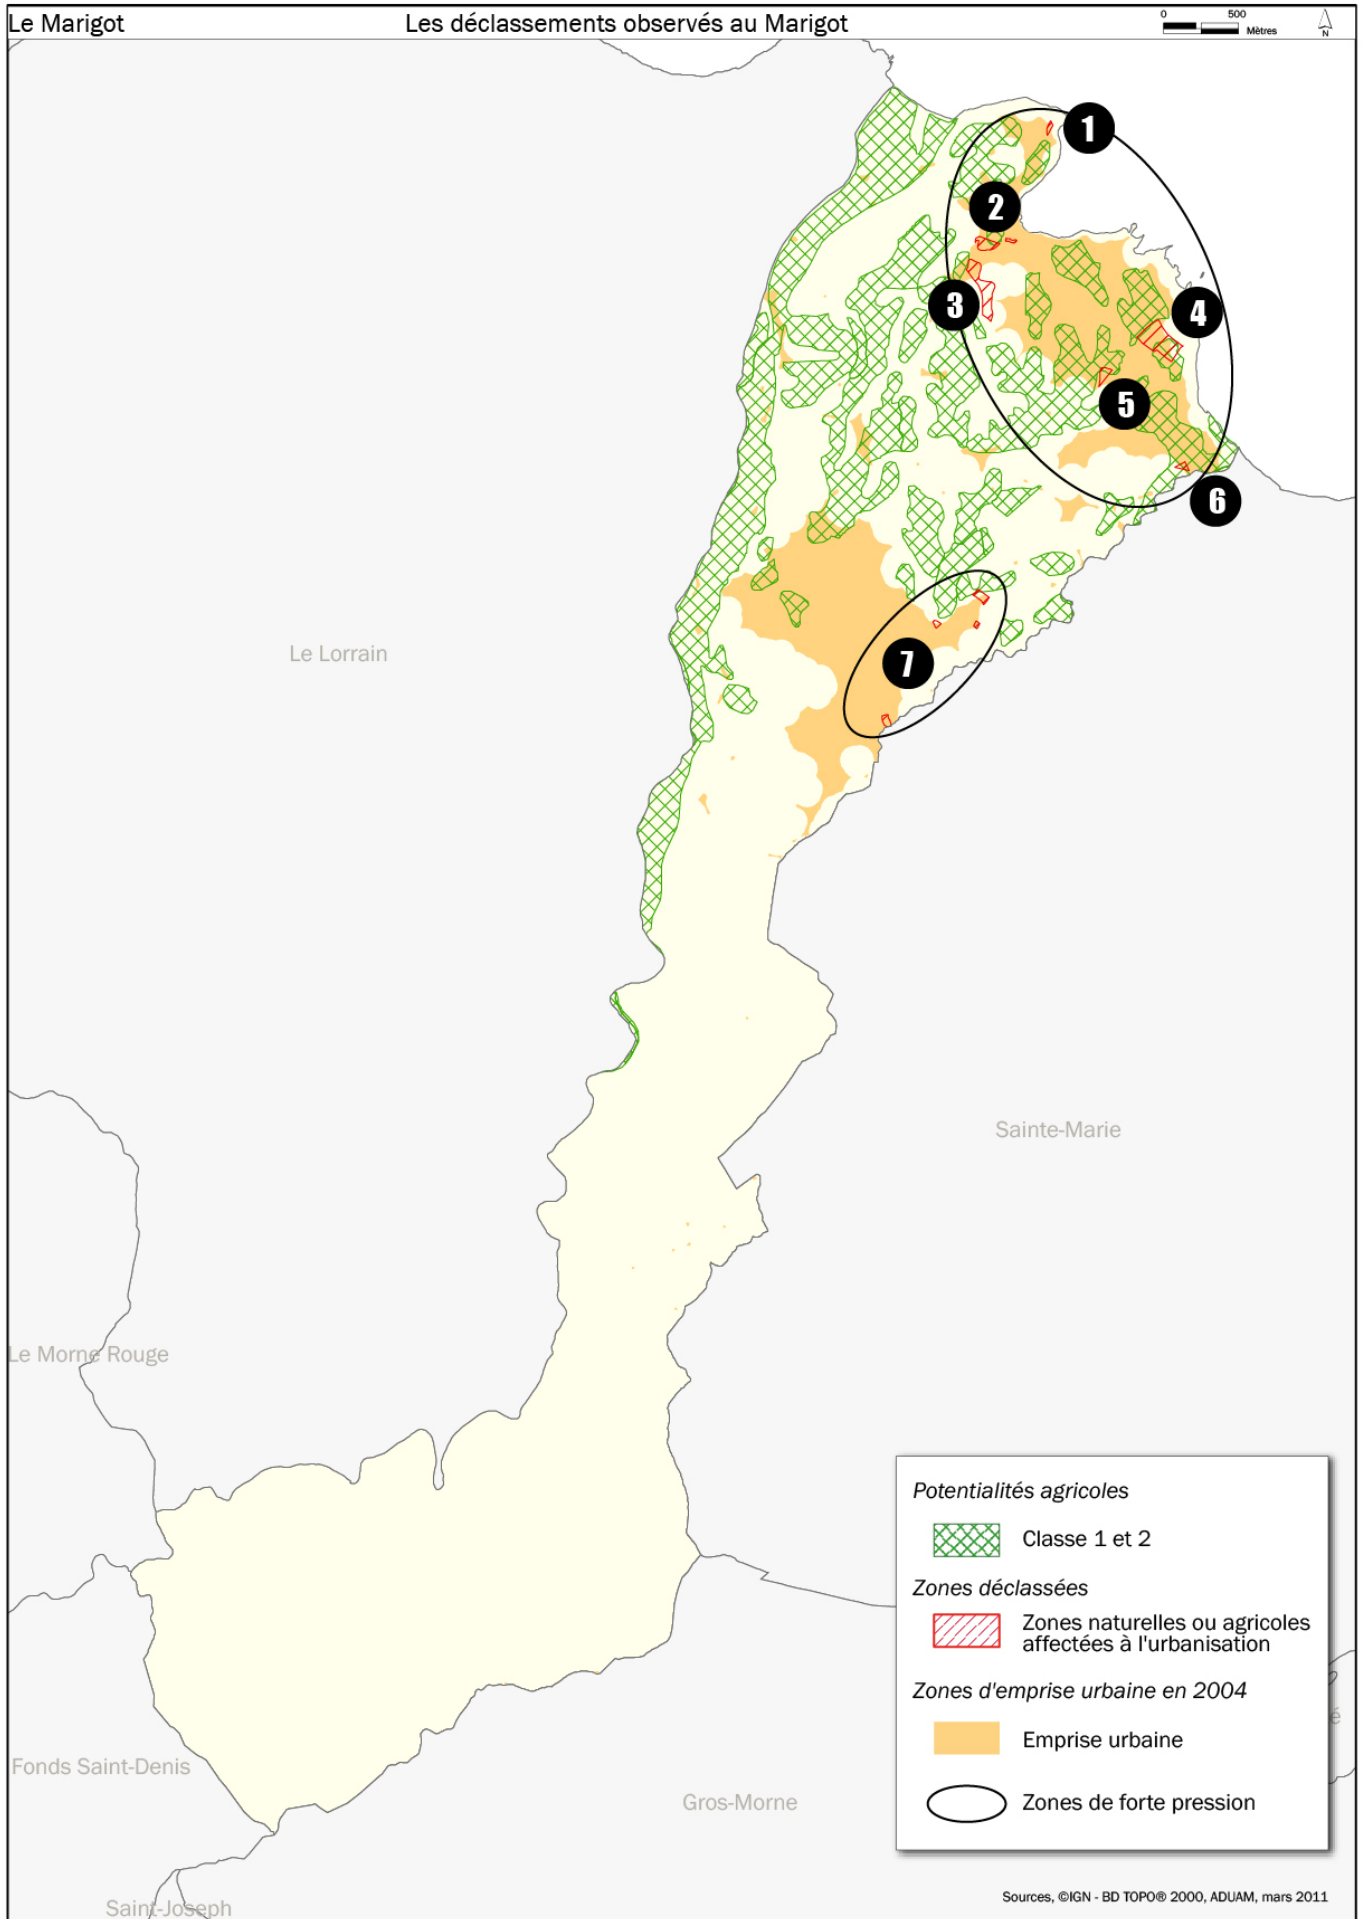 Le Marigot
Les déclassements observés au Marigot
0 500
Mètres
N
1
2
3
4
5
6
7
Le Lorrain
Sainte-Marie
Le Morne Rouge
Fonds Saint-Denis
Gros-Morne
Saint-Joseph
é
Potentialités agricoles
Classe 1 et 2
Zones déclassées
Zones naturelles ou agricoles
affectées à l'urbanisation
Zones d'emprise urbaine en 2004
Emprise urbaine
Zones de forte pression
Sources, ©IGN - BD TOPO® 2000, ADUAM, mars 2011